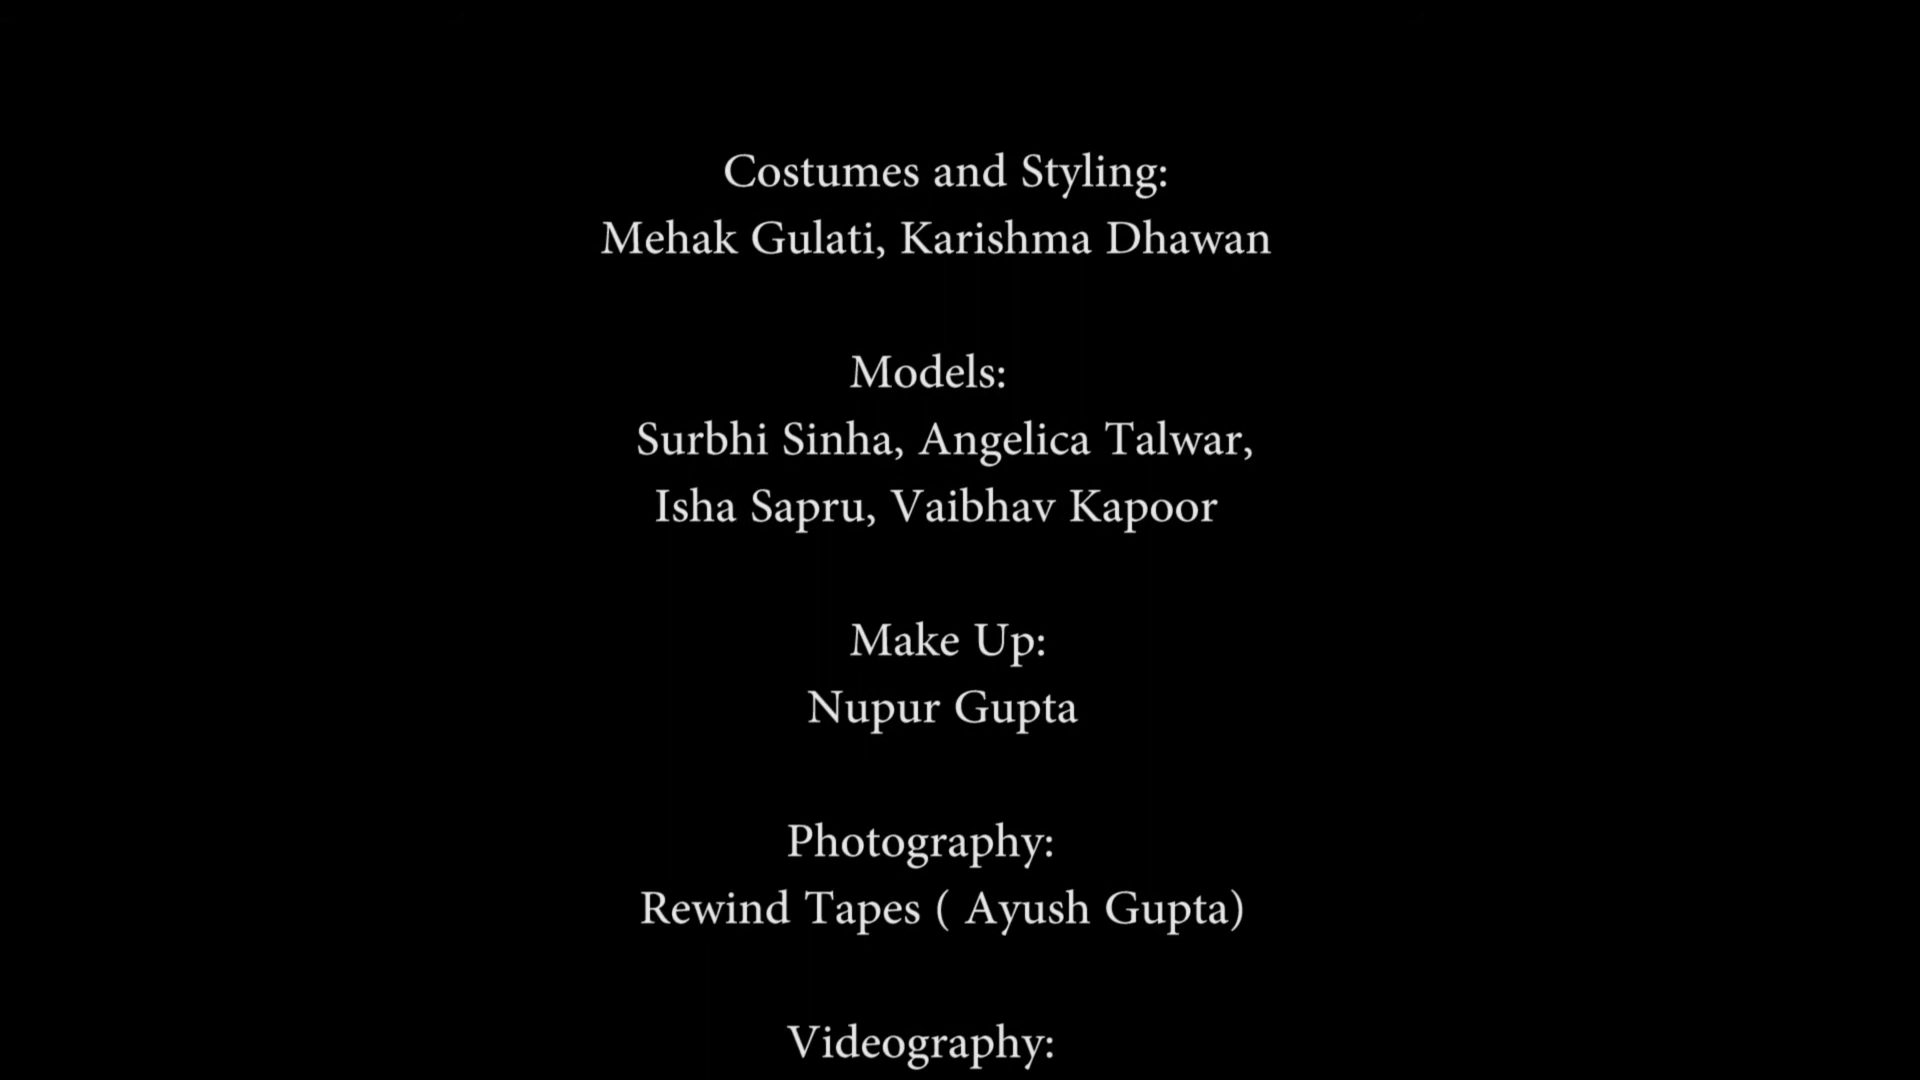 Costumes and Styling:
Mehak Gulati, Karishma Dhawan
Models:
Surbhi Sinha, Angelica Talwar,
Isha Sapru, Vaibhav Kapoor
Make Up:
Nupur Gupta
Photography:
Rewind Tapes ( Ayush Gupta)
Videography: